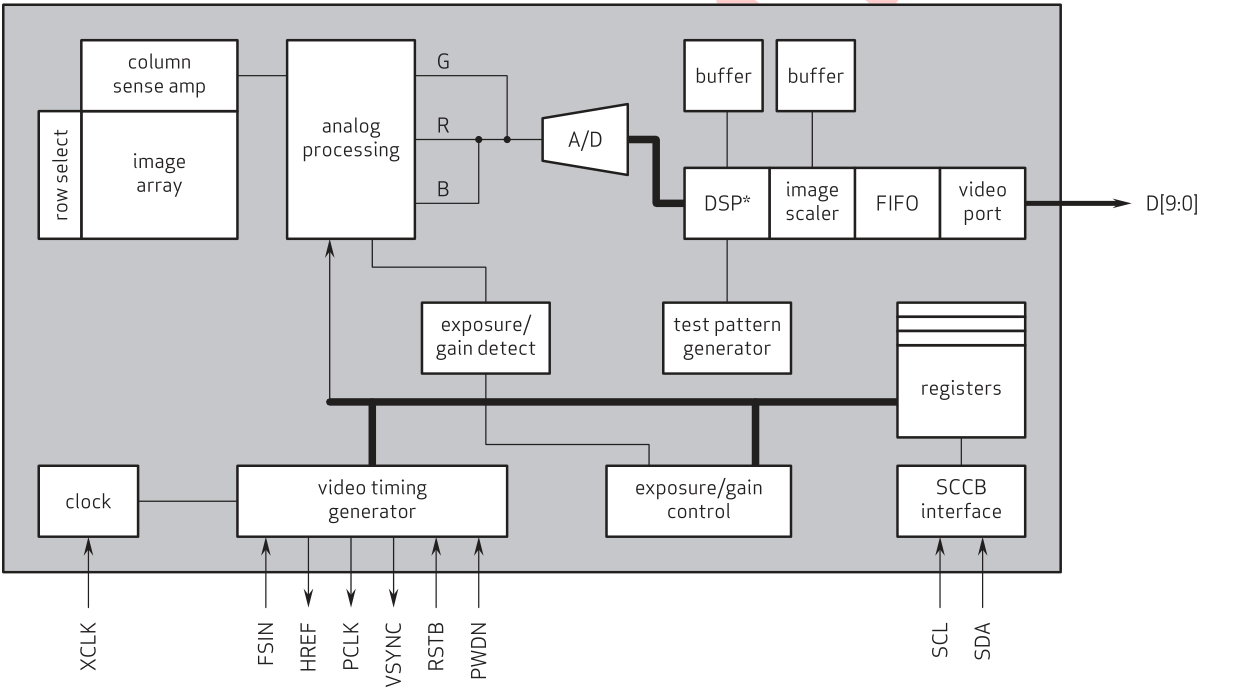 column
sense amp
row select
image
array
analog
processing
G
R
B
A/D
buffer
buffer
DSP*
image
scaler
FIFO
video
port
D[9:0]
exposure/
gain detect
test pattern
generator
registers
clock
video timing
generator
exposure/gain
control
SCCB
interface
XCLK
FSIN
HREF
PCLK
VSYNC
RSTB
PWDN
SCL
SDA